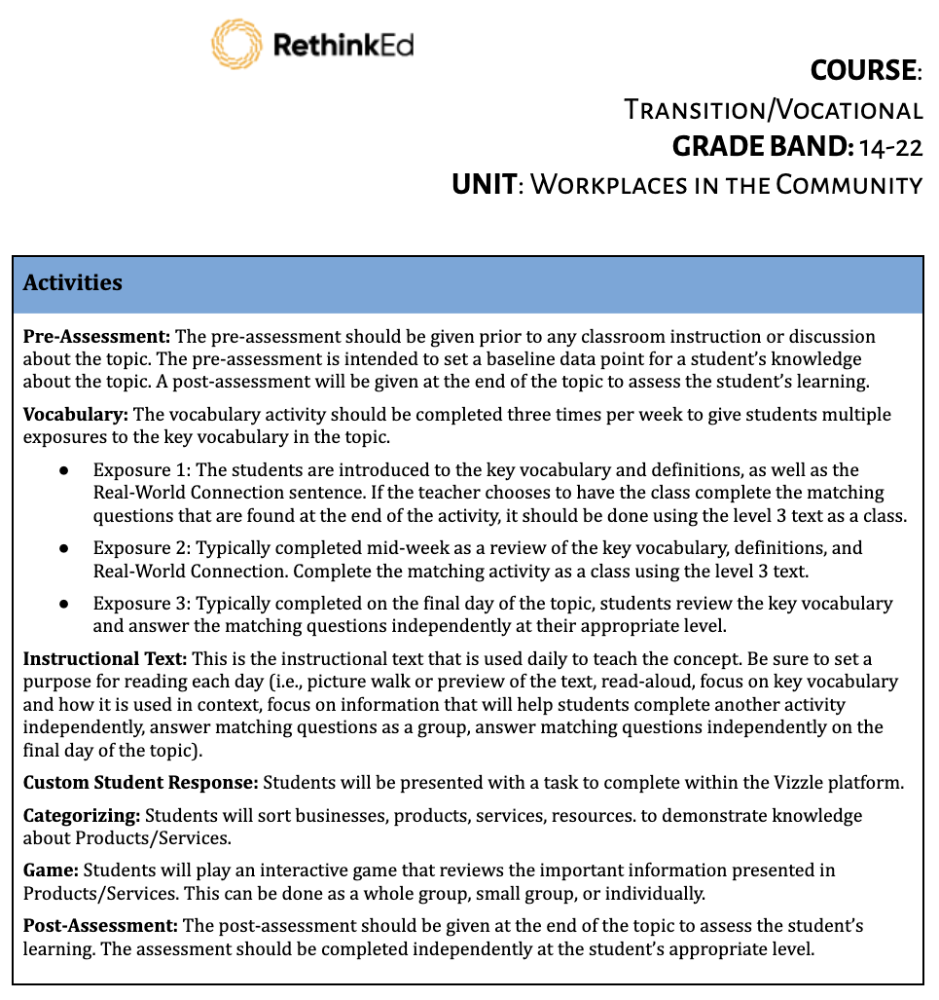 RethinkEd
COURSE:
Transition/Vocational
GRADE BAND: 14-22
UNIT: Workplaces in the Community
Activities
Pre-Assessment: The pre-assessment should be given prior to any classroom instruction or discussion
about the topic. The pre-assessment is intended to set a baseline data point for a student's knowledge
about the topic. A post-assessment will be given at the end of the topic to assess the student's learning.
Vocabulary: The vocabulary activity should be completed three times per week to give students multiple
exposures to the key vocabulary in the topic.
● Exposure 1: The students are introduced to the key vocabulary and definitions, as well as the
Real-World Connection sentence. If the teacher chooses to have the class complete the matching
questions that are found at the end of the activity, it should be done using the level 3 text as a class.
● Exposure 2: Typically completed mid-week as a review of the key vocabulary, definitions, and
Real-World Connection. Complete the matching activity as a class using the level 3 text.
● Exposure 3: Typically completed on the final day of the topic, students review the key vocabulary
and answer the matching questions independently at their appropriate level.
Instructional Text: This is the instructional text that is used daily to teach the concept. Be sure to set a
purpose for reading each day (i.e., picture walk or preview of the text, read-aloud, focus on key vocabulary
and how it is used in context, focus on information that will help students complete another activity
independently, answer matching questions as a group, answer matching questions independently on the
final day of the topic).
Custom Student Response: Students will be presented with a task to complete within the Vizzle platform.
Categorizing: Students will sort businesses, products, services, resources. to demonstrate knowledge
about Products/Services.
Game: Students will play an interactive game that reviews the important information presented in
Products/Services. This can be done as a whole group, small group, or individually.
Post-Assessment: The post-assessment should be given at the end of the topic to assess the student's
learning. The assessment should be completed independently at the student's appropriate level.